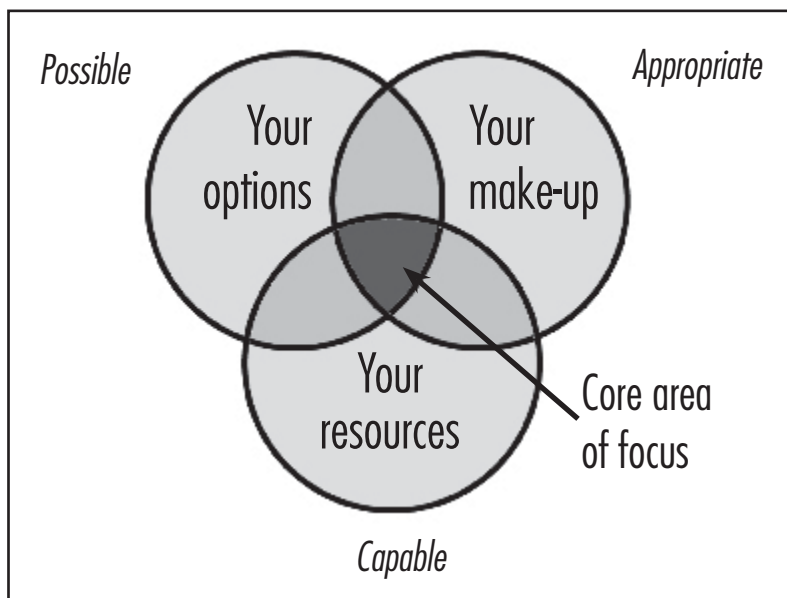 Possible
Appropriate
Your
options
Your
make-up
Your
resources
Core area
of focus
Capable